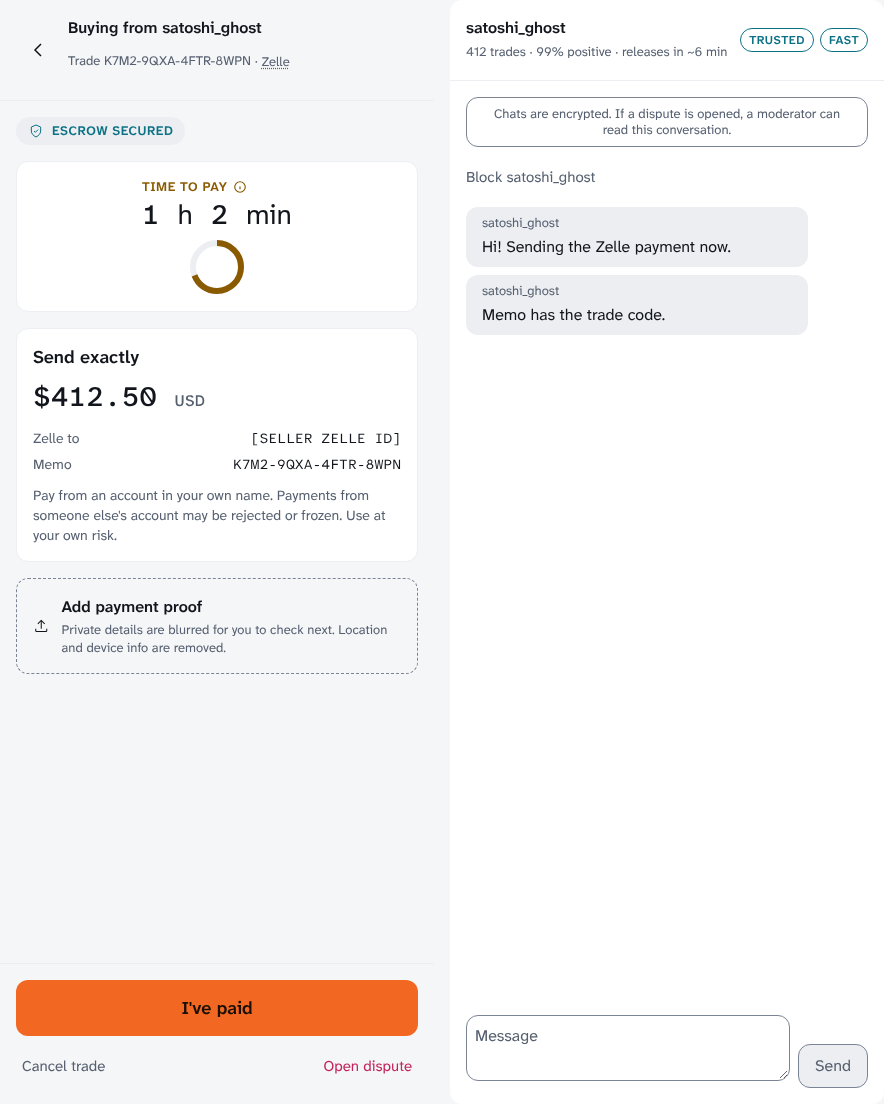 Buying from satoshi_ghost
Trade K7M2-9QXA-4FTR-8WPN · Zelle
ESCROW SECURED
TIME TO PAY
1 h 2 min
Send exactly
$412.50 USD
Zelle to [SELLER ZELLE ID]
Memo K7M2-9QXA-4FTR-8WPN
Pay from an account in your own name. Payments from
someone else's account may be rejected or frozen. Use at
your own risk.
Add payment proof
Private details are blurred for you to check next. Location
and device info are removed.
I've paid
Cancel trade Open dispute
satoshi_ghost
412 trades · 99% positive · releases in ~6 min
TRUSTED FAST
Chats are encrypted. If a dispute is opened, a moderator can
read this conversation.
Block satoshi_ghost
satoshi_ghost
Hi! Sending the Zelle payment now.
satoshi_ghost
Memo has the trade code.
Message
Send